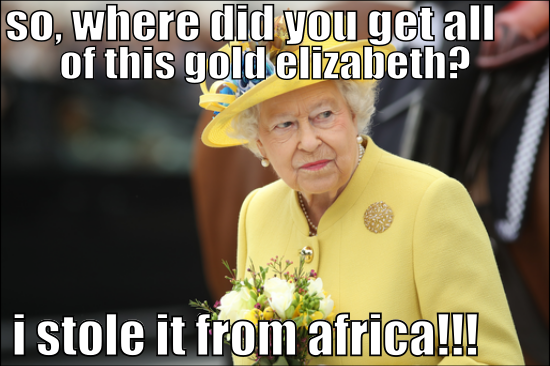 so, where did you get all
of this gold elizabeth?
i stole it from africa!!!